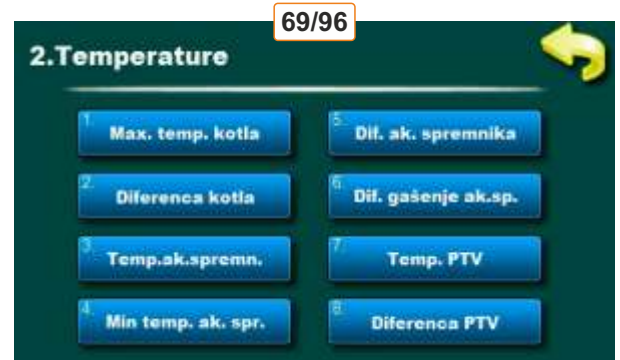 69/96
2.Temperature
1. Max. temp. kotla
2. Diferenca kotla
3. Temp.ak.spremn.
4. Min temp. ak. spr.
5. Dif. ak. spremnika
6. Dif. gašenje ak.sp.
7. Temp. PTV
8. Diferenca PTV